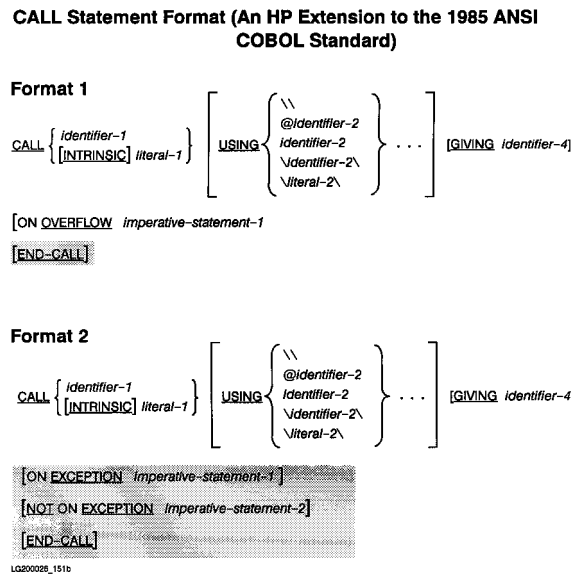 CALL Statement Format (An HP Extension to the 1985 ANSI
COBOL Standard)
Format 1
\\
@identifier-2
CALL { identifier-1 [INTRINSIC] literal-1 } [ USING { identifier-2 } . . . ] [GIVING identifier-4]
\identifier-2\
\literal-2\
[ON OVERFLOW imperative-statement-1
[END-CALL]
Format 2
\\
@identifier-2
CALL { identifier-1 [INTRINSIC] literal-1 } [ USING { identifier-2 } . . . ] [GIVING identifier-4
\identifier-2\
\literal-2\
[ON EXCEPTION imperative-statement-1 ]
[NOT ON EXCEPTION imperative-statement-2]
[END-CALL]
LG200026_151b